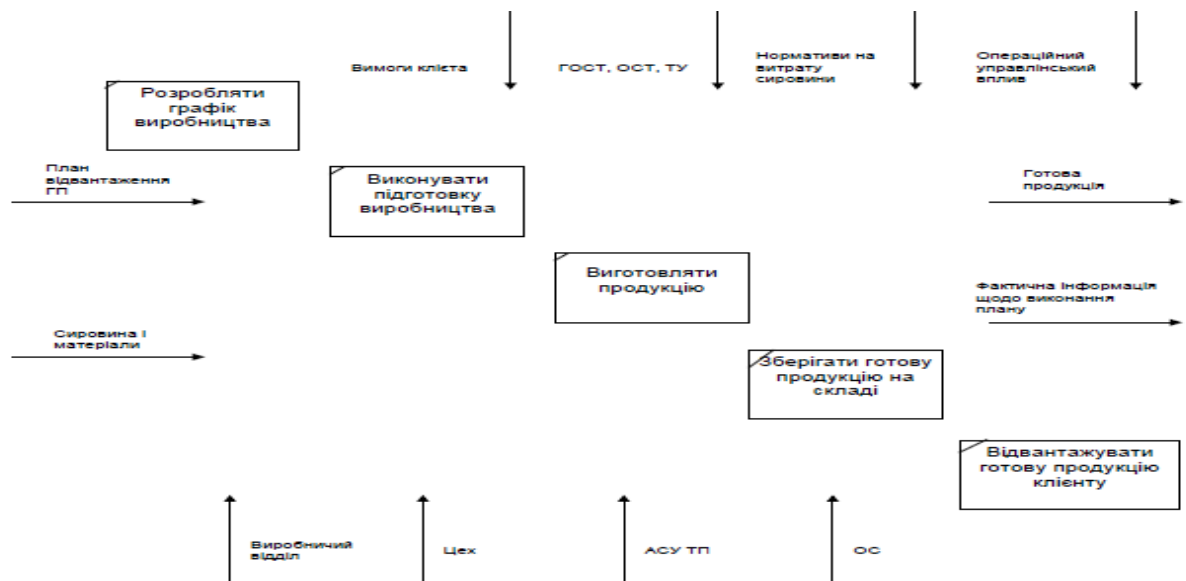 Вимоги клієта
ГОСТ, ОСТ, ТУ
Нормативи на
витрату
сировини
Операційний
управлінський
вплив
Розробляти
графік
виробництва
План
відвантаження
ГП
Виконувати
підготовку
виробництва
Готова
продукція
Виготовляти
продукцію
Фактична інформація
щодо виконання
плану
Сировина і
матеріали
Зберігати готову
продукцію на
складі
Відвантажувати
готову продукцію
клієнту
Виробничий
відділ
Цех
АСУ ТП
ОС